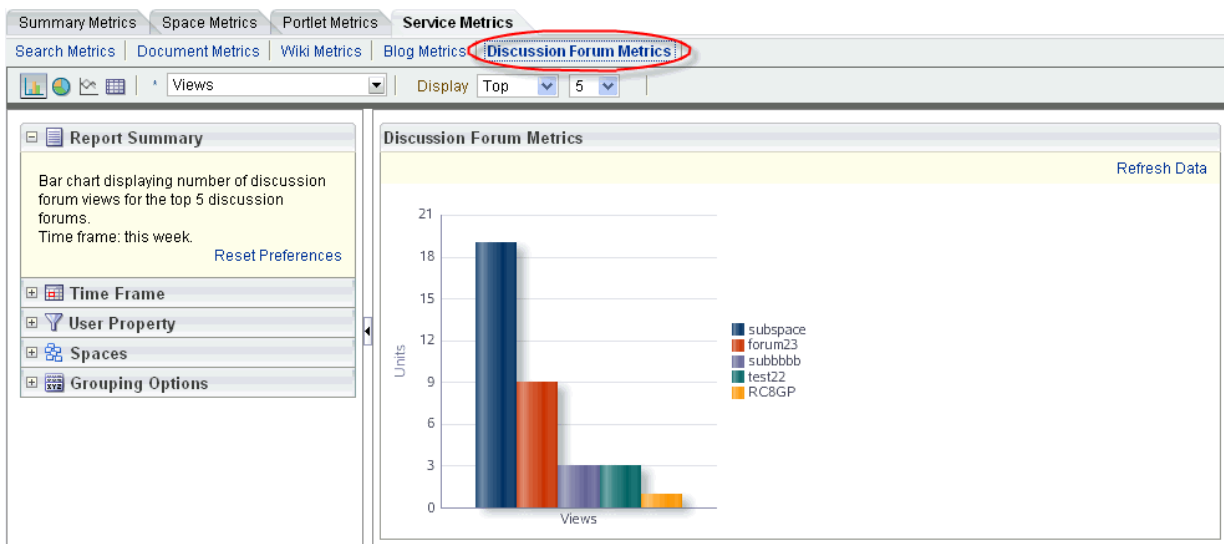 Summary Metrics Space Metrics Portlet Metrics Service Metrics
Search Metrics Document Metrics Wiki Metrics Blog Metrics Discussion Forum Metrics
* Views Display Top 5
Report Summary
Bar chart displaying number of discussion
forum views for the top 5 discussion
forums.
Time frame: this week.
Reset Preferences
Time Frame
User Property
Spaces
Grouping Options
Discussion Forum Metrics
Refresh Data
21
18
15
12
9
6
3
0
Units
Views
subspace
forum23
subbbbb
test22
RC8GP